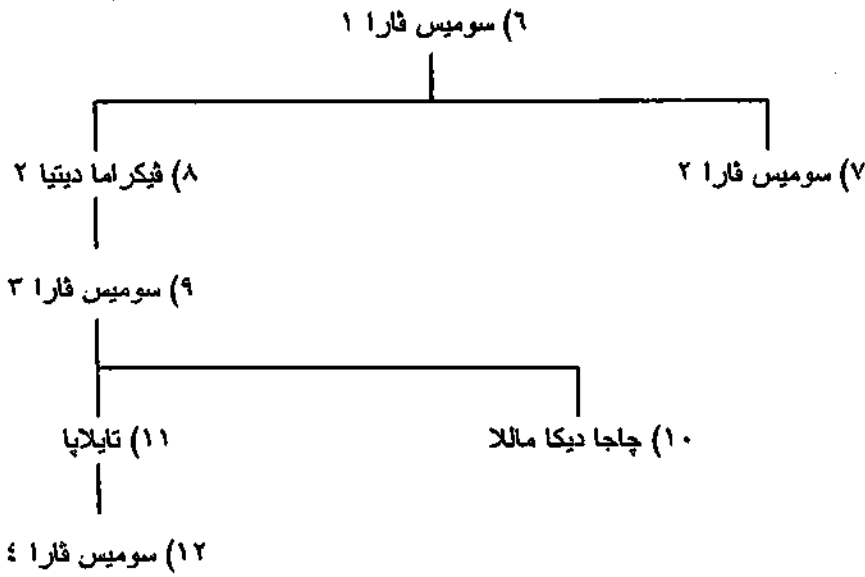 ٦) سوميس ڤارا ١
٧) سوميس ڤارا ٢
٨) ڤيكراما ديتيا ٢
٩) سوميس ڤارا ٣
١٠) چاجا ديكا ماللا
١١) تايلاپا
١٢) سوميس ڤارا ٤